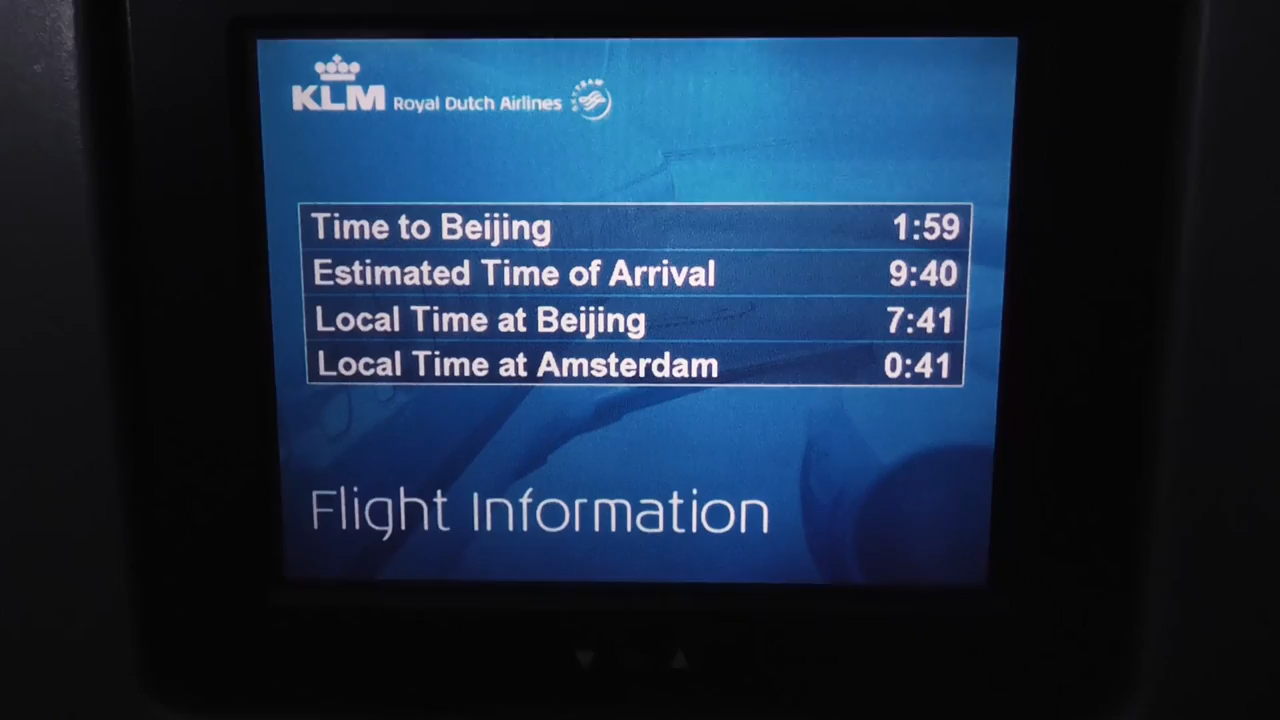 KLM Royal Dutch Airlines
Time to Beijing 1:59
Estimated Time of Arrival 9:40
Local Time at Beijing 7:41
Local Time at Amsterdam 0:41
Flight Information